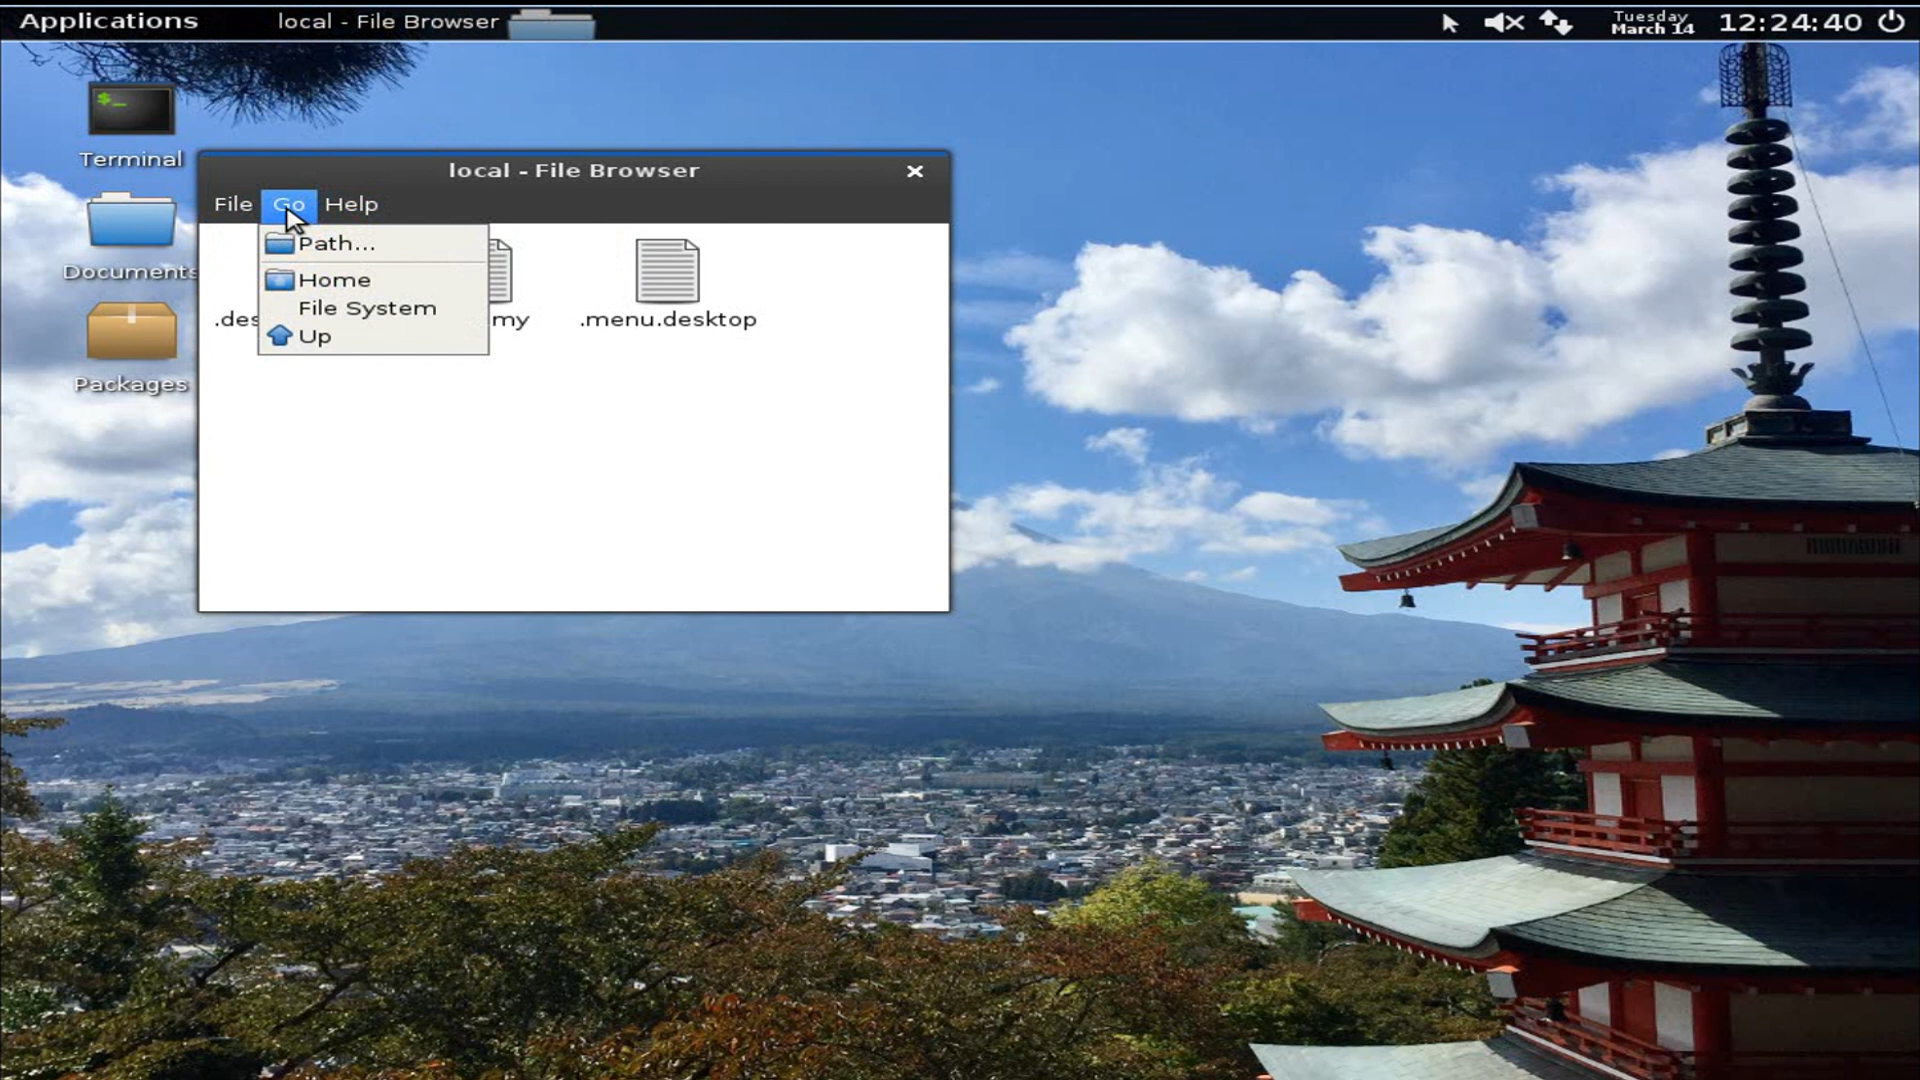 Applications
local - File Browser
Tuesday
March 14
12:24:40
$_
Terminal
Documents
Packages
local - File Browser
File Go Help
Path...
Home
File System
Up
.des
my
.menu.desktop